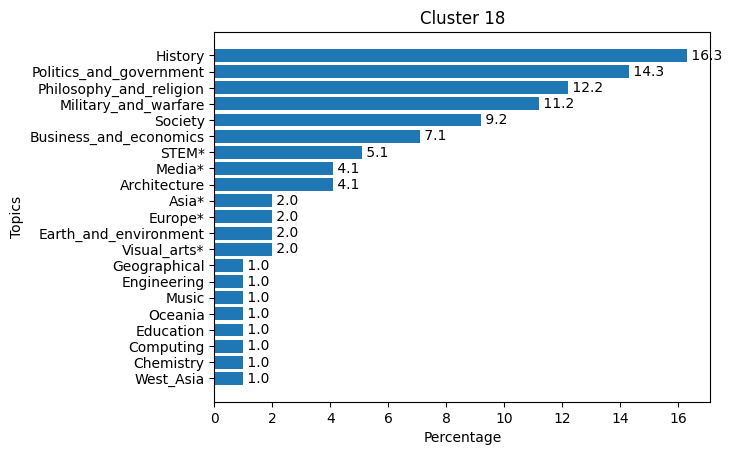 Cluster 18
Topics
History 16.3
Politics_and_government 14.3
Philosophy_and_religion 12.2
Military_and_warfare 11.2
Society 9.2
Business_and_economics 7.1
STEM* 5.1
Media* 4.1
Architecture 4.1
Asia* 2.0
Europe* 2.0
Earth_and_environment 2.0
Visual_arts* 2.0
Geographical 1.0
Engineering 1.0
Music 1.0
Oceania 1.0
Education 1.0
Computing 1.0
Chemistry 1.0
West_Asia 1.0
0 2 4 6 8 10 12 14 16
Percentage